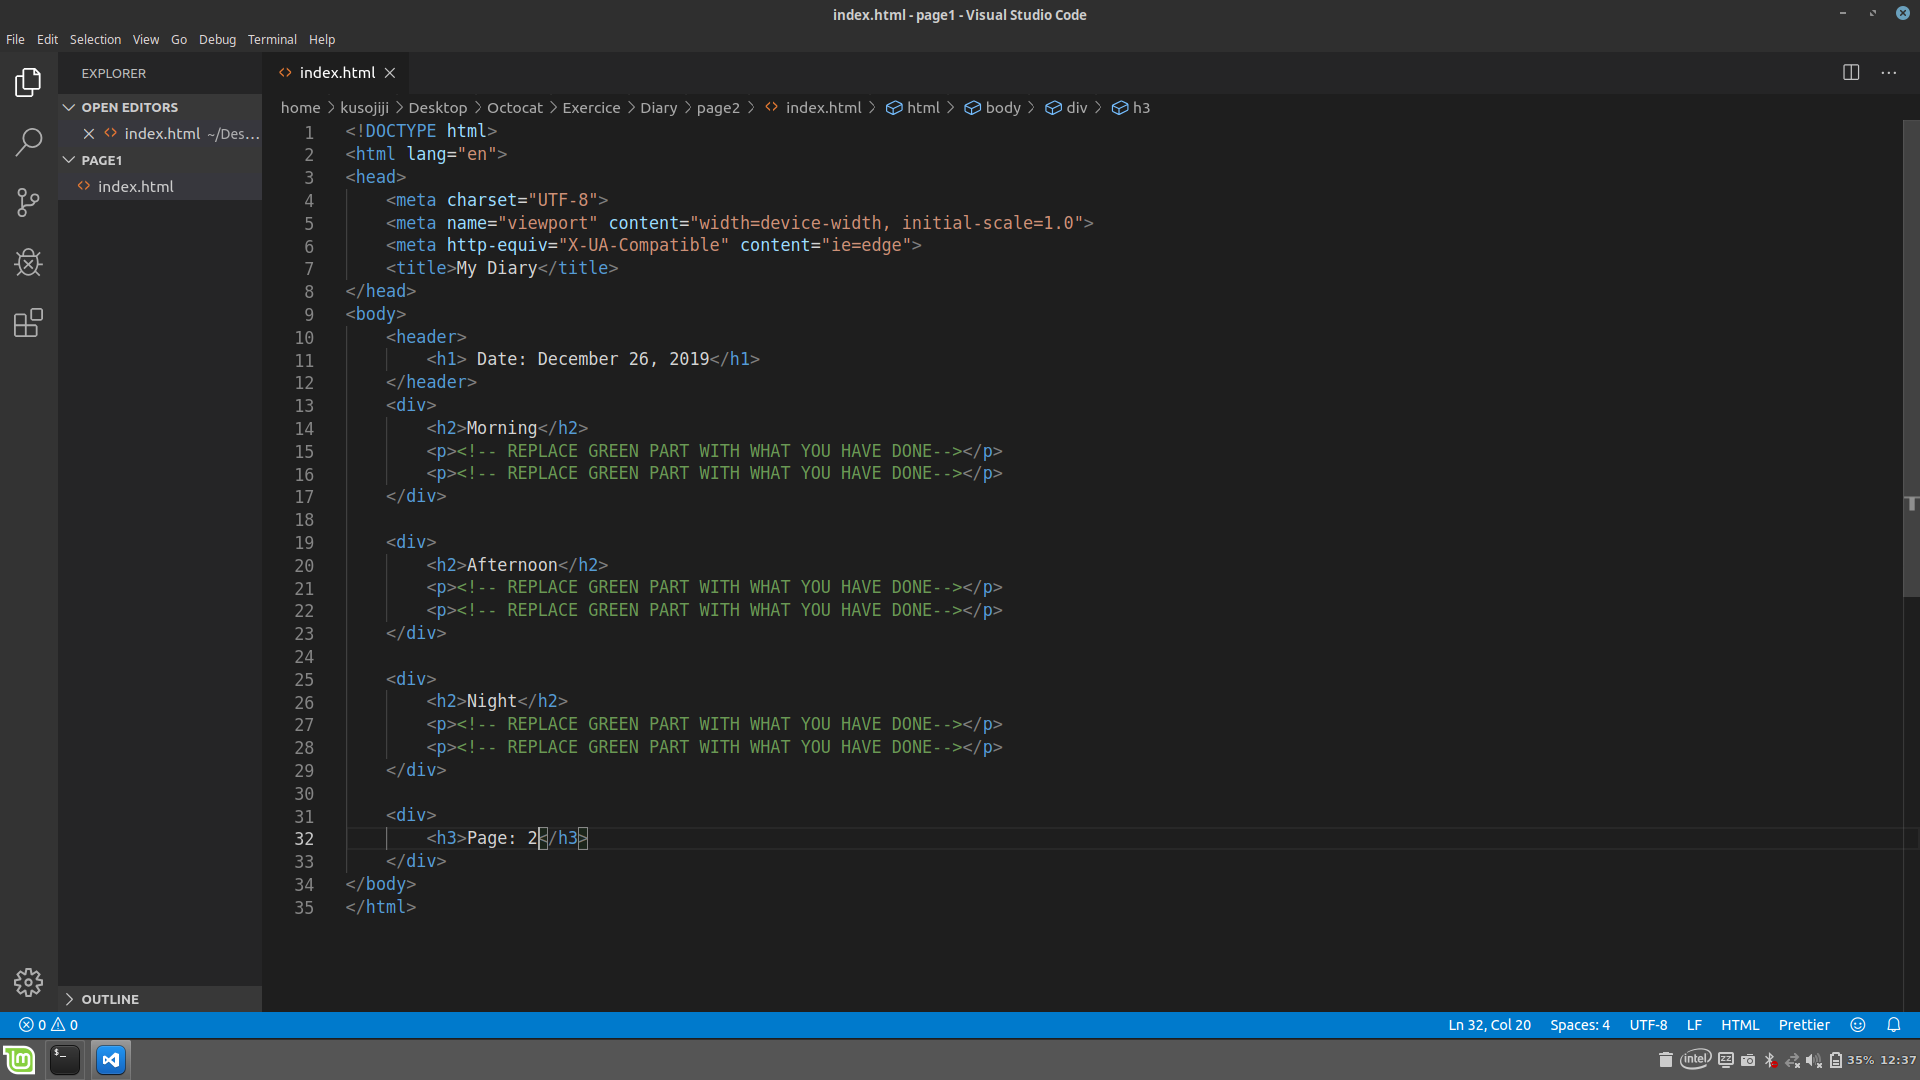 index.html - page1 - Visual Studio Code
File Edit Selection View Go Debug Terminal Help
EXPLORER
OPEN EDITORS
index.html ~/Des...
PAGE1
index.html
OUTLINE
index.html
home > kusojiji > Desktop > Octocat > Exercice > Diary > page2 > index.html > html > body > div > h3
1 <!DOCTYPE html>
2 <html lang="en">
3 <head>
4     <meta charset="UTF-8">
5     <meta name="viewport" content="width=device-width, initial-scale=1.0">
6     <meta http-equiv="X-UA-Compatible" content="ie=edge">
7     <title>My Diary</title>
8 </head>
9 <body>
10     <header>
11         <h1> Date: December 26, 2019</h1>
12     </header>
13     <div>
14         <h2>Morning</h2>
15         <p><!-- REPLACE GREEN PART WITH WHAT YOU HAVE DONE--></p>
16         <p><!-- REPLACE GREEN PART WITH WHAT YOU HAVE DONE--></p>
17     </div>
18
19     <div>
20         <h2>Afternoon</h2>
21         <p><!-- REPLACE GREEN PART WITH WHAT YOU HAVE DONE--></p>
22         <p><!-- REPLACE GREEN PART WITH WHAT YOU HAVE DONE--></p>
23     </div>
24
25     <div>
26         <h2>Night</h2>
27         <p><!-- REPLACE GREEN PART WITH WHAT YOU HAVE DONE--></p>
28         <p><!-- REPLACE GREEN PART WITH WHAT YOU HAVE DONE--></p>
29     </div>
30
31     <div>
32         <h3>Page: 2</h3>
33     </div>
34 </body>
35 </html>
0 0 Ln 32, Col 20 Spaces: 4 UTF-8 LF HTML Prettier
$_ intel 35% 12:37